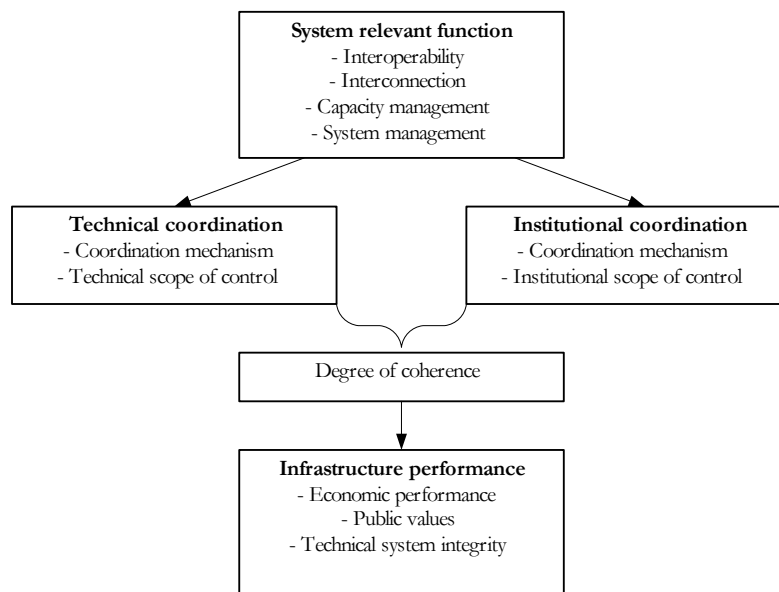 System relevant function
- Interoperability
- Interconnection
- Capacity management
- System management
Technical coordination
- Coordination mechanism
- Technical scope of control
Institutional coordination
- Coordination mechanism
- Institutional scope of control
Degree of coherence
Infrastructure performance
- Economic performance
- Public values
- Technical system integrity